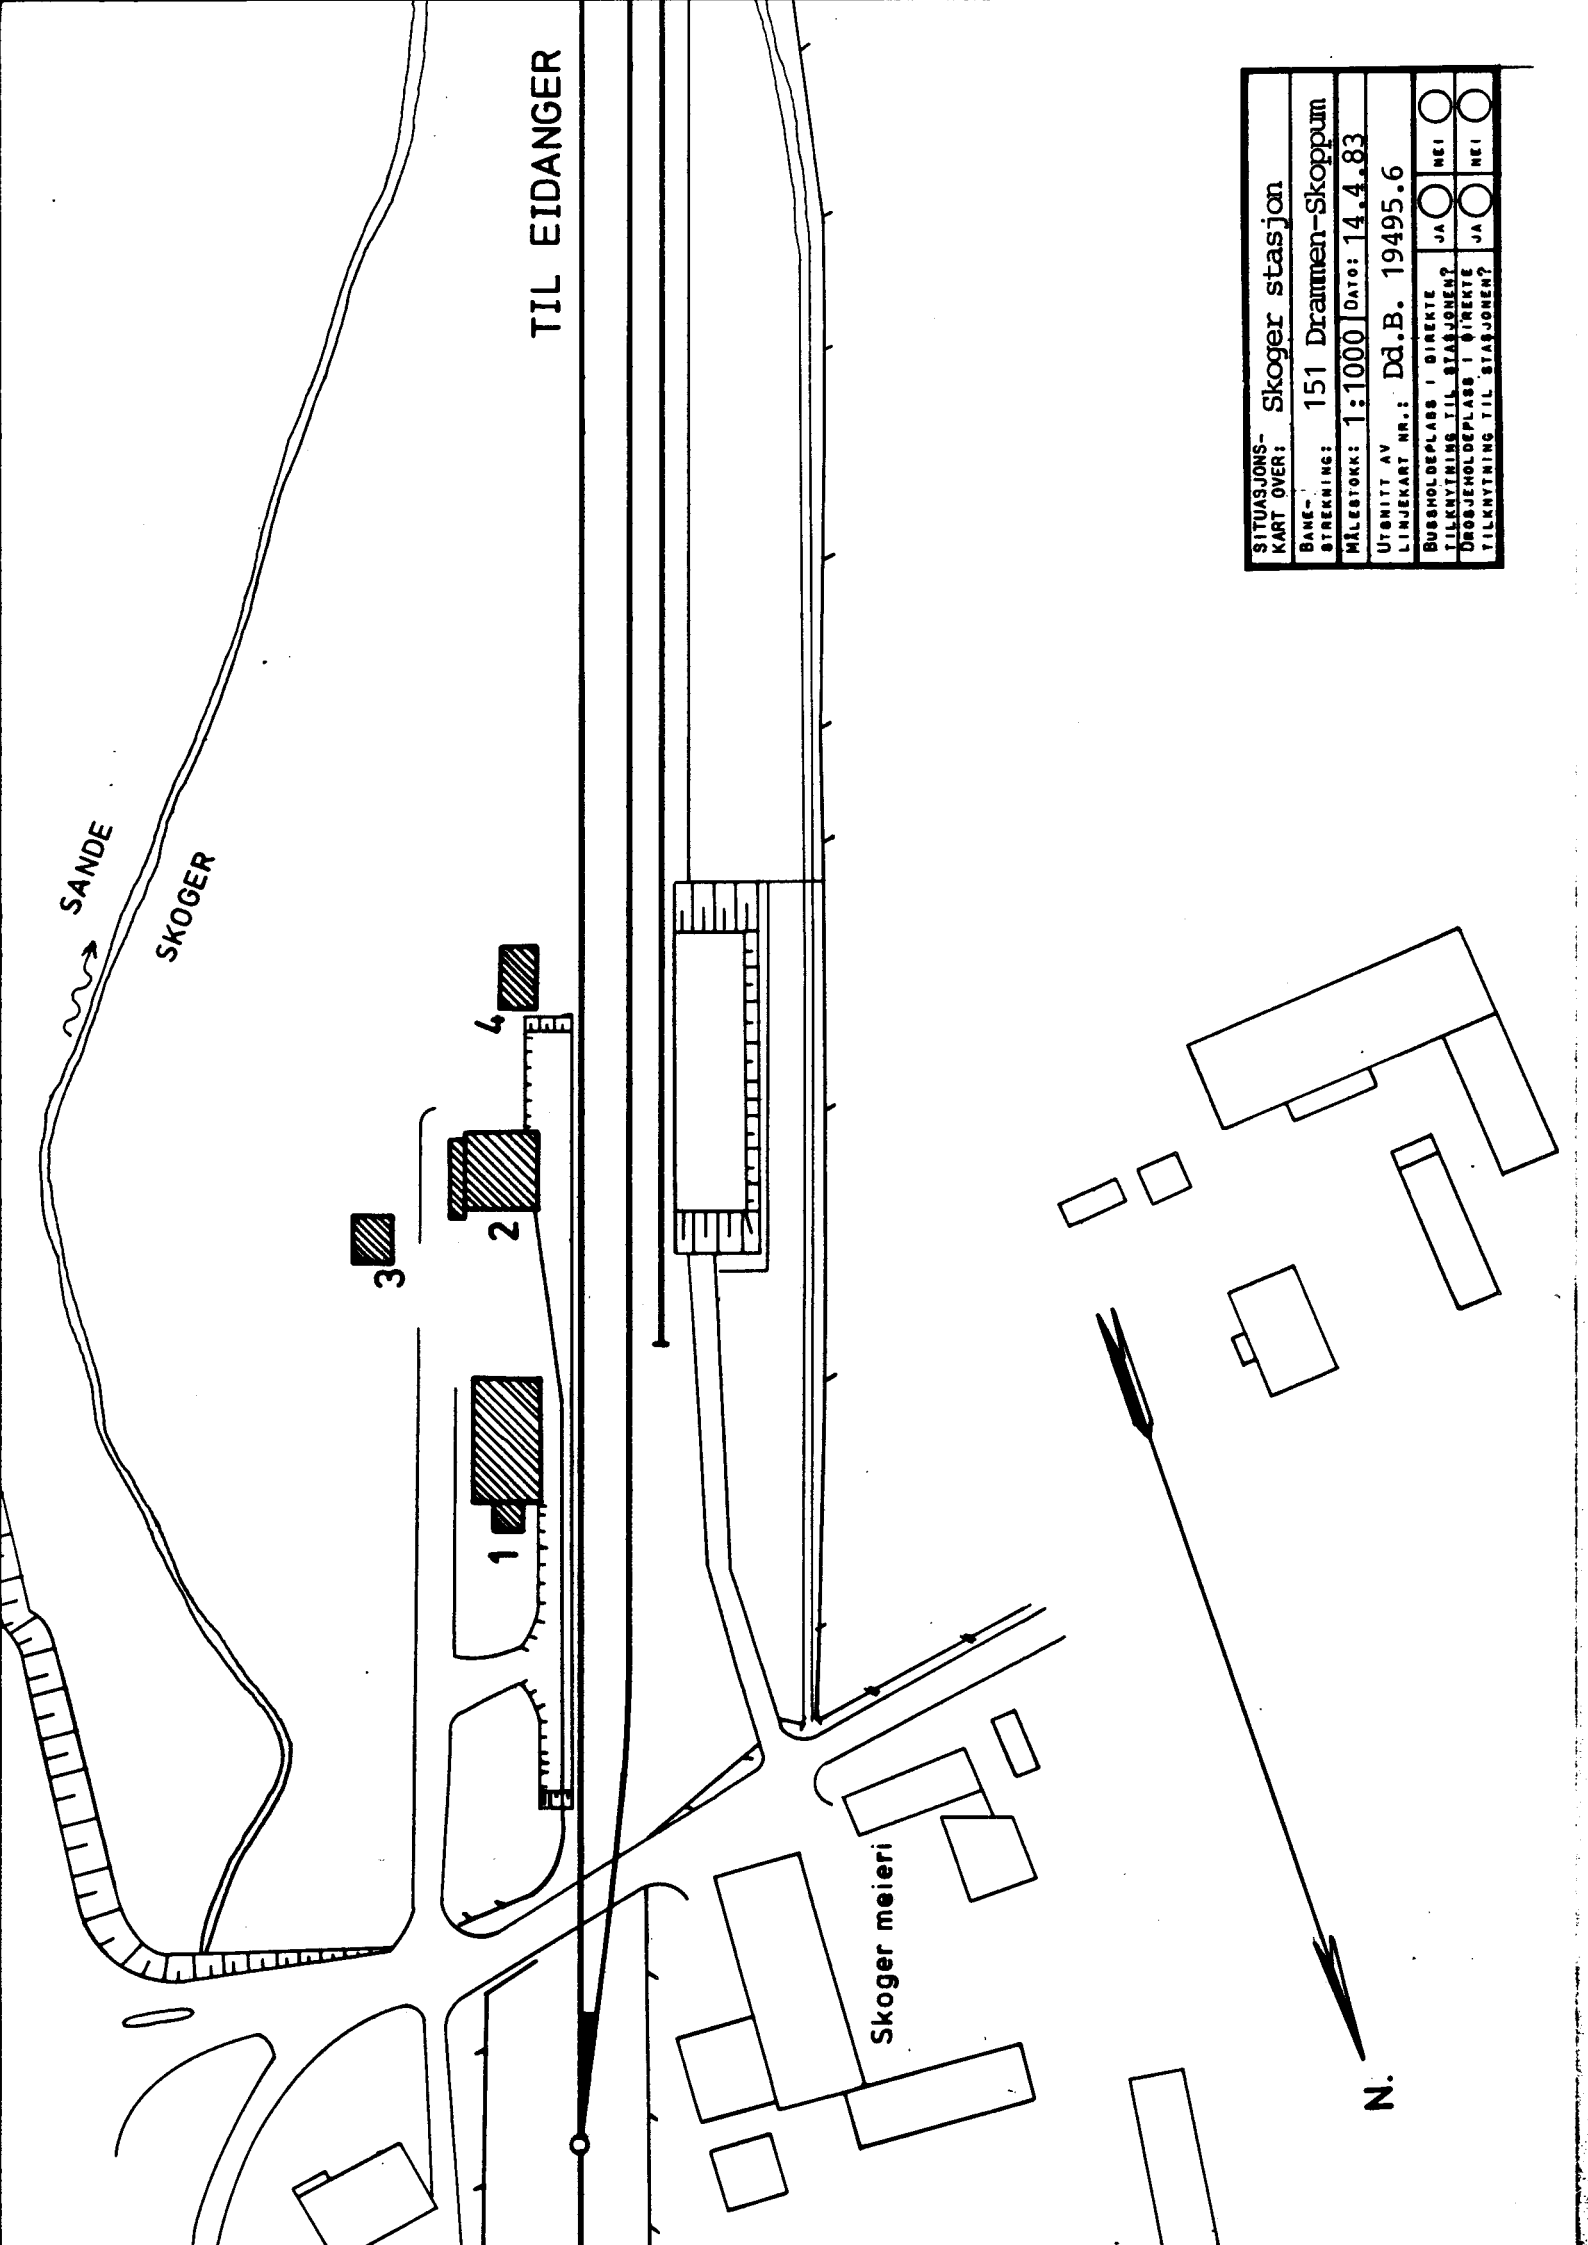 TIL EIDANGER
SANDE
SKOGER
4
2
3
1
Skoger meieri
N.
SITUASJONS-
KART OVER: Skoger stasjon
BANE-
STREKNING: 151 Drammen-Skoppum
MÅLESTOKK: 1:1000 DATO: 14.4.83
UTSNITT AV
LINJEKART NR.: Dd.B. 19495.6
BUSSHOLDEPLASS I DIREKTE
TILKNYTNING TIL STASJONEN? JA NEI
DROSJEHOLDEPLASS I DIREKTE
TILKNYTNING TIL STASJONEN? JA NEI